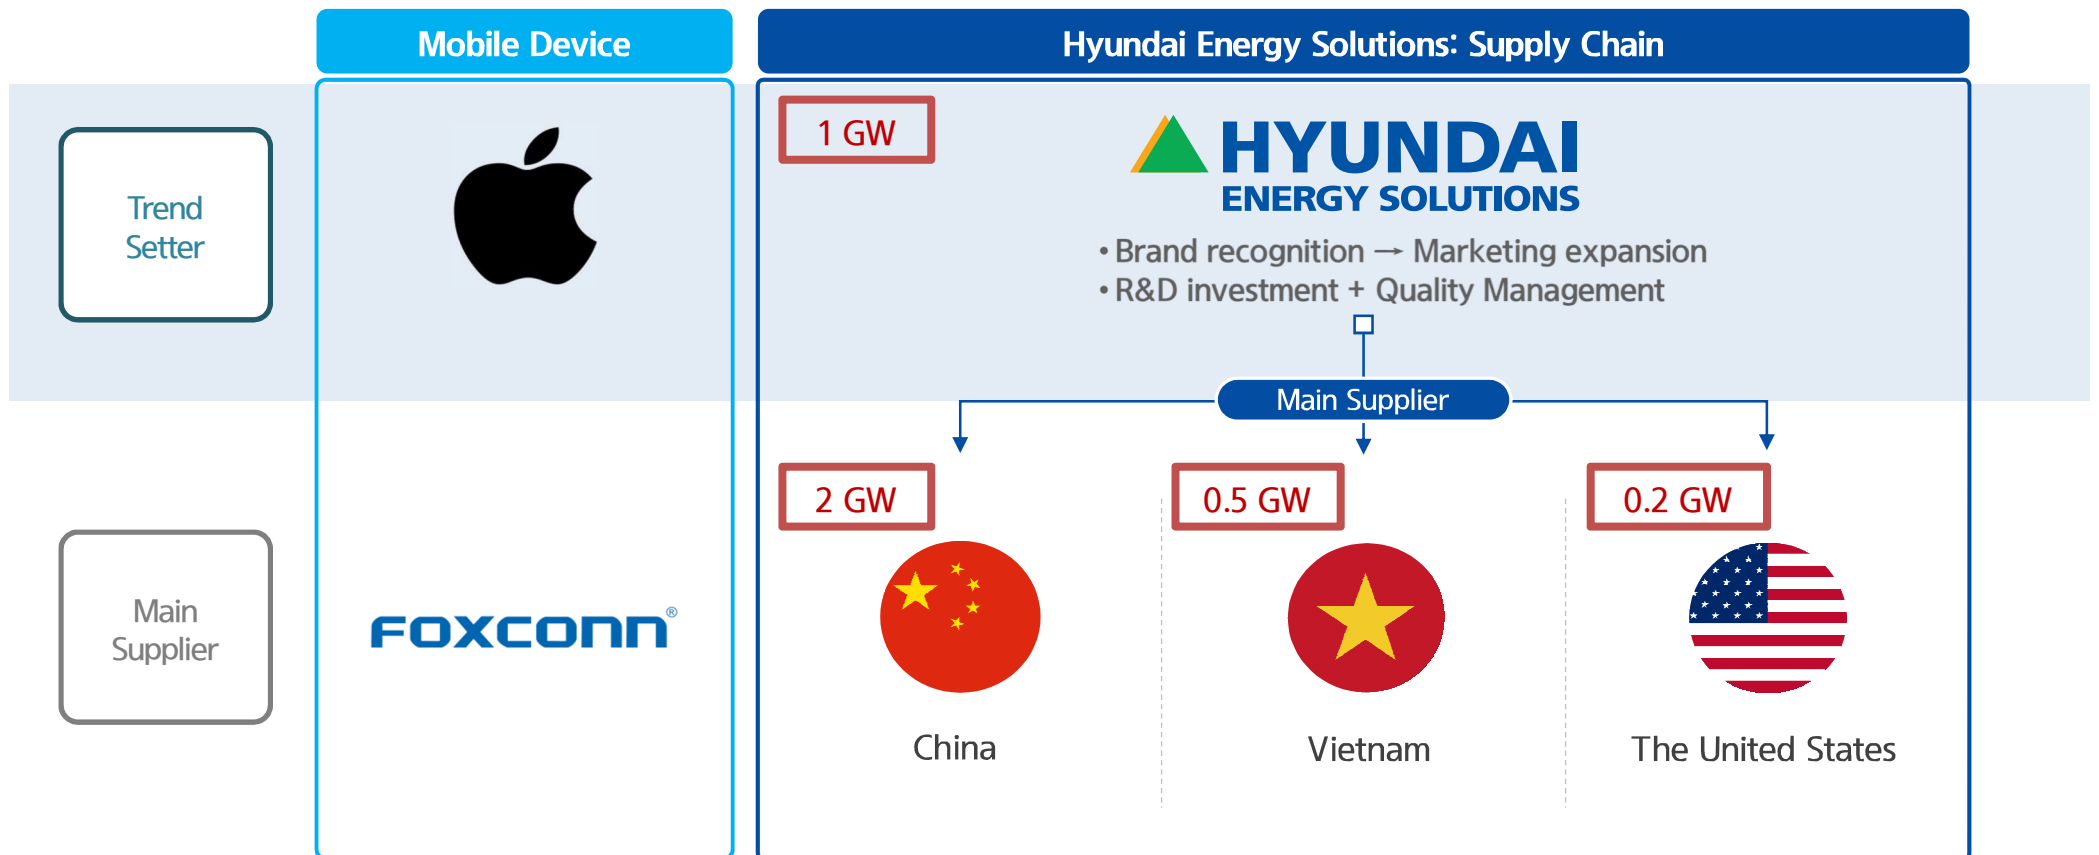 Mobile Device
Hyundai Energy Solutions: Supply Chain
Trend
Setter
1 GW
HYUNDAI
ENERGY SOLUTIONS
• Brand recognition → Marketing expansion
• R&D investment + Quality Management
Main Supplier
Main
Supplier
FOXCONN®
2 GW
0.5 GW
0.2 GW
China
Vietnam
The United States